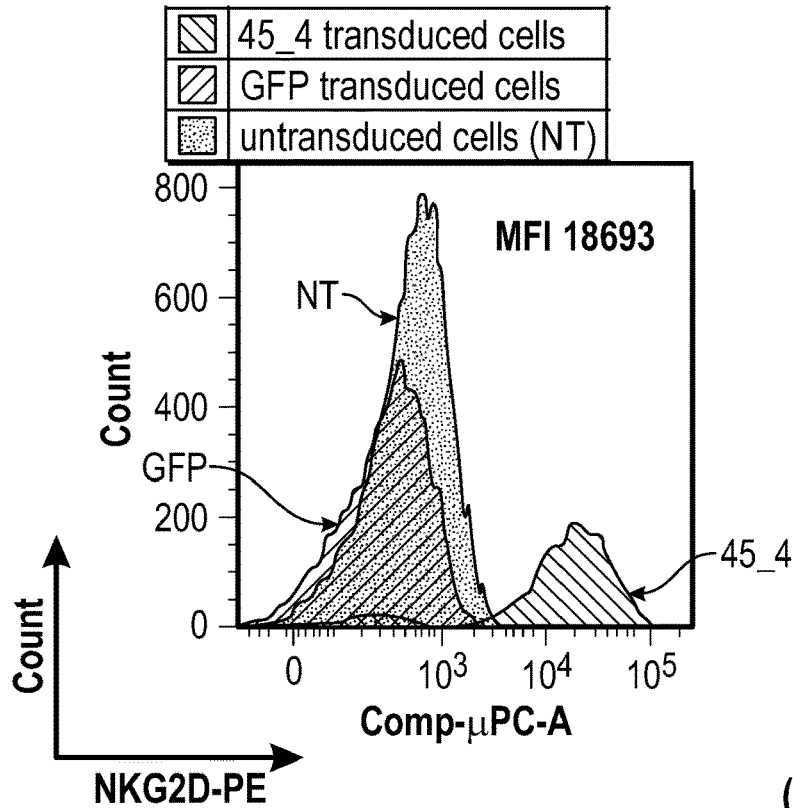 45_4 transduced cells
GFP transduced cells
untransduced cells (NT)
MFI 18693
800
600
400
200
0
Count
NT
GFP
45_4
0
10³
10⁴
10⁵
Comp-μPC-A
Count
NKG2D-PE
(